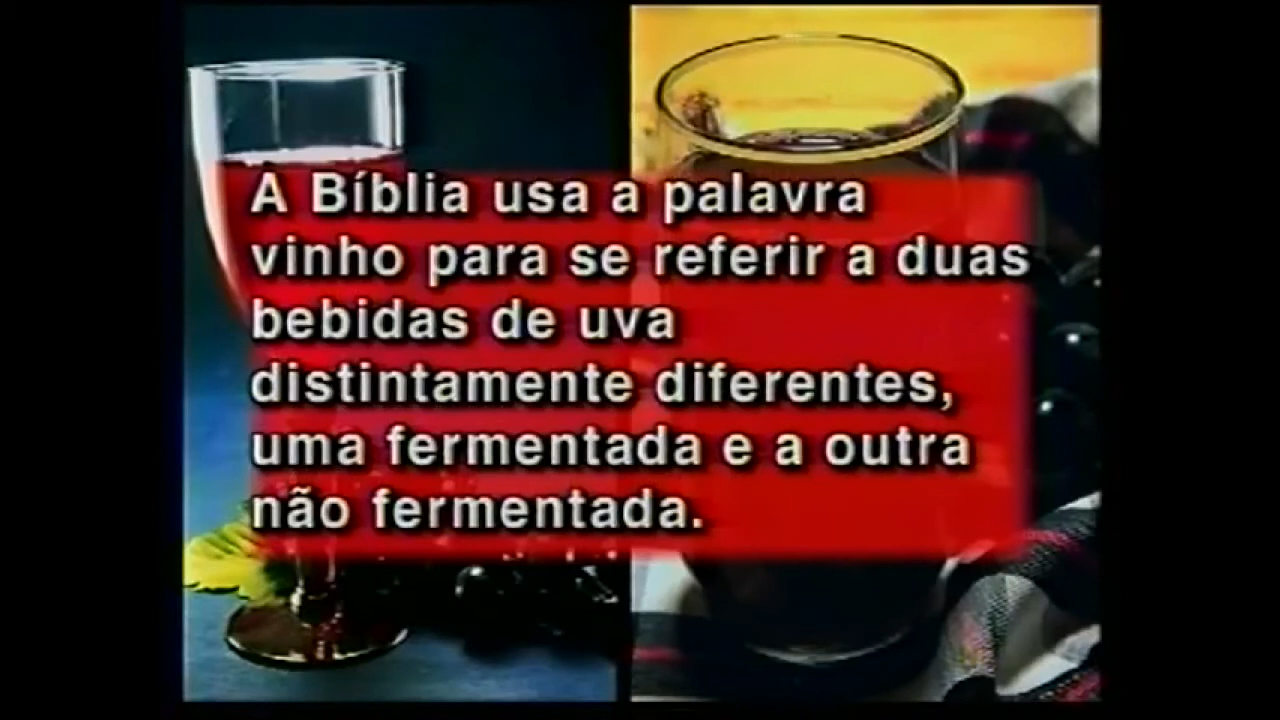 A Bíblia usa a palavra
vinho para se referir a duas
bebidas de uva
distintamente diferentes,
uma fermentada e a outra
não fermentada.